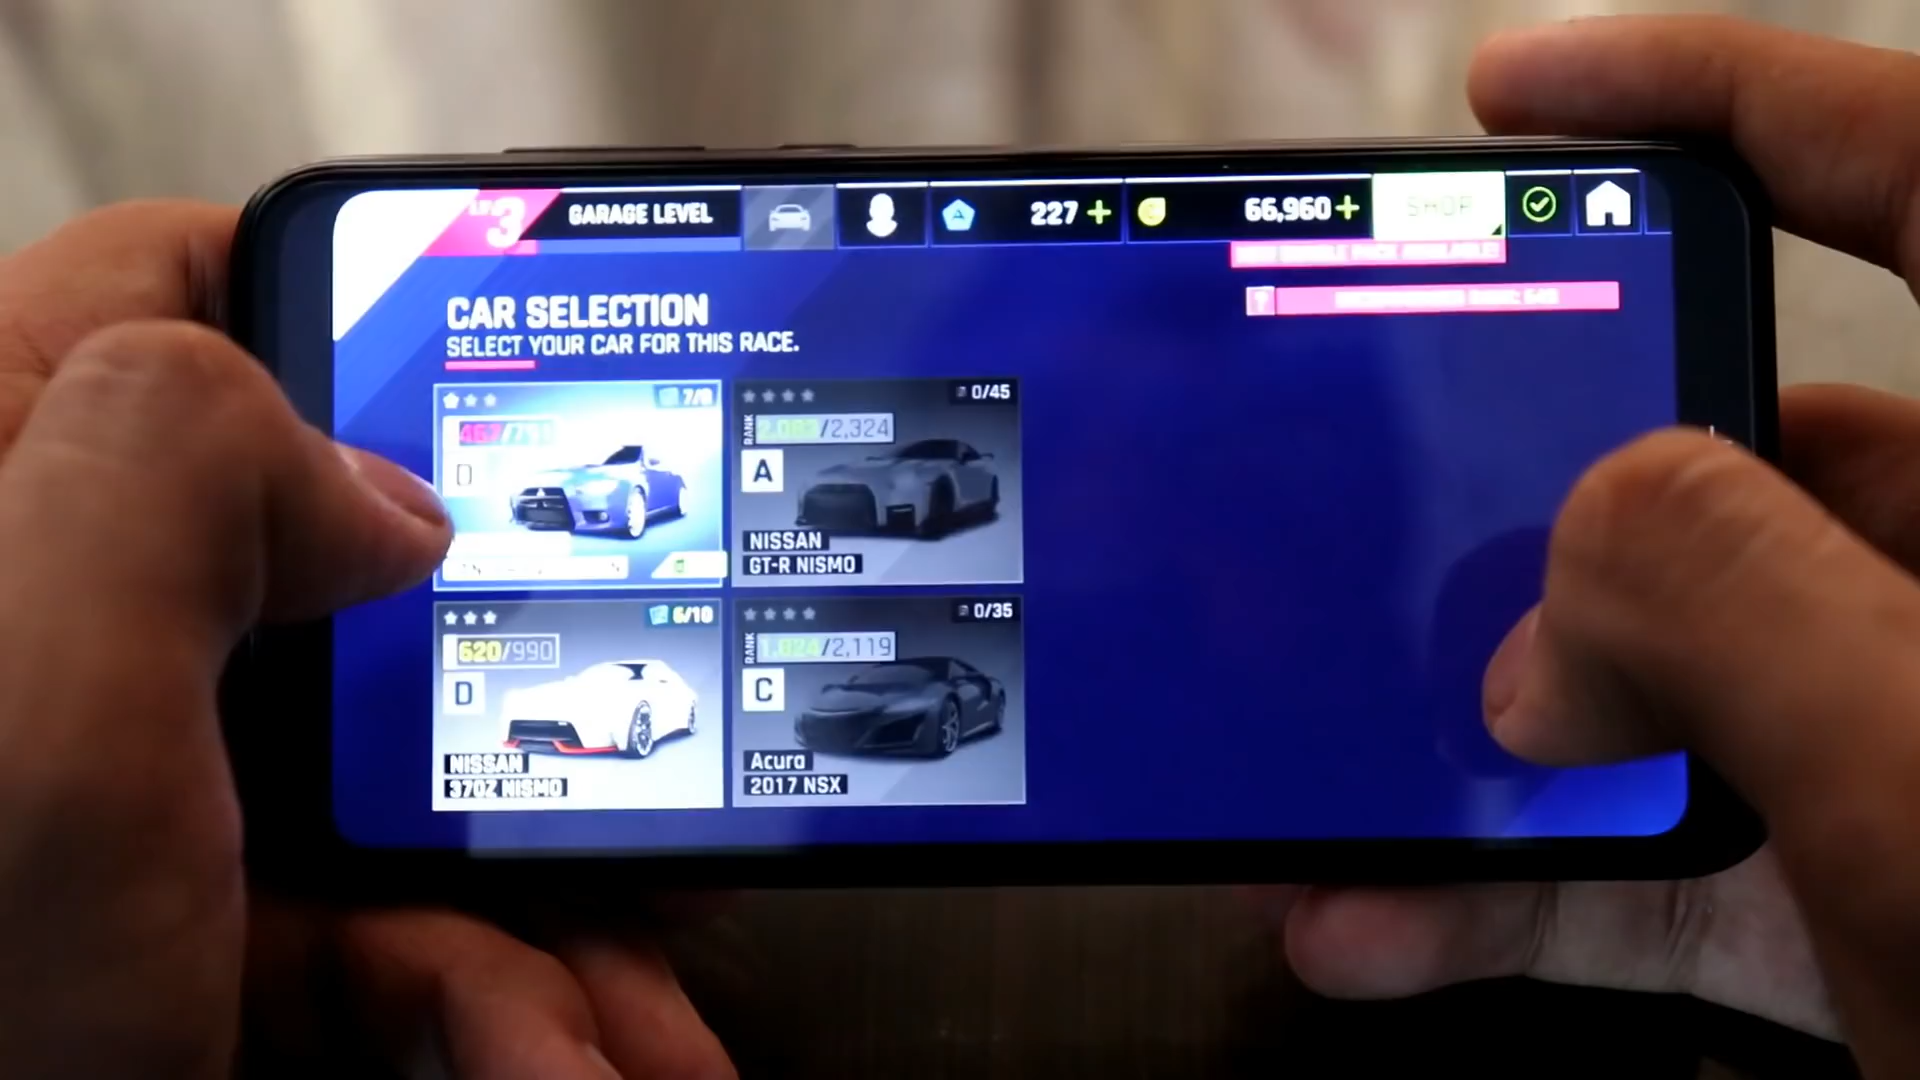 LV. 3
GARAGE LEVEL
227 +
66,960 +
SHOP
CAR SELECTION
SELECT YOUR CAR FOR THIS RACE.
7/8
D
0/45
RANK
/2,324
A
NISSAN
GT-R NISMO
6/10
620/990
D
NISSAN
370Z NISMO
0/35
RANK
/2,119
C
Acura
2017 NSX